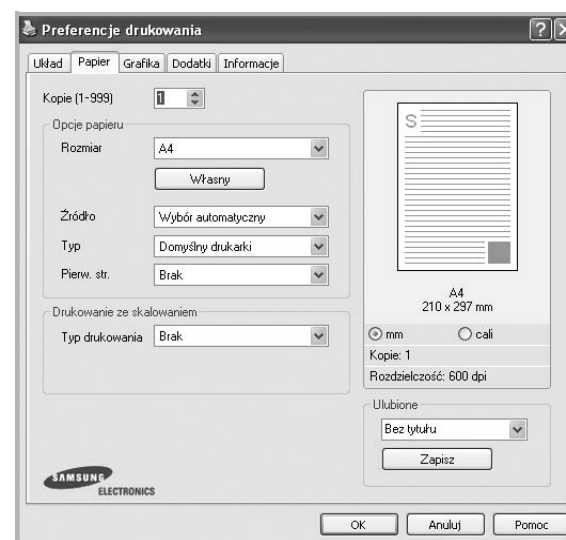 Preferencje drukowania
Układ Papier Grafika Dodatki Informacje
Kopie (1-999) 1
Opcje papieru
Rozmiar A4
Własny
Źródło Wybór automatyczny
Typ Domyślny drukarki
Pierw. str. Brak
Drukowanie ze skalowaniem
Typ drukowania Brak
S
A4
210 x 297 mm
mm cali
Kopie: 1
Rozdzielczość: 600 dpi
Ulubione
Bez tytułu
Zapisz
SAMSUNG
ELECTRONICS
OK Anuluj Pomoc